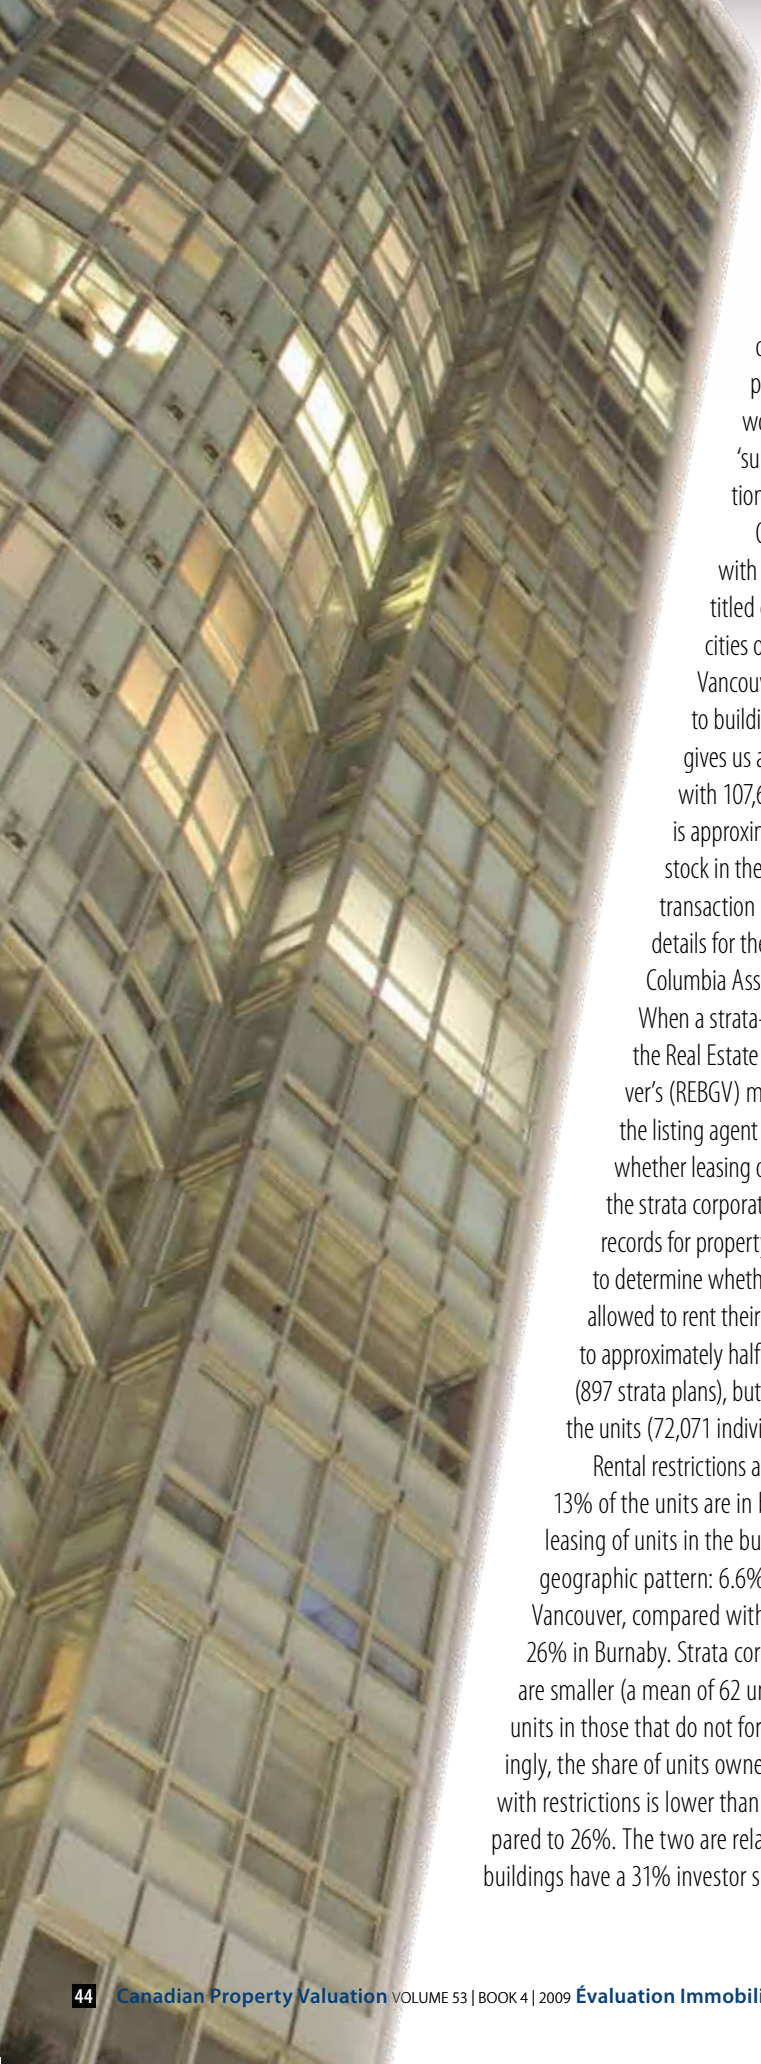 with
titled
cities
to buildi
gives us a
with 107,6
is approxir
stock in the
transaction
details for the
Columbia Ass
When a strata-
the Real Estate
ver's (REBGV) m
the listing agent
whether leasing
the strata corporat
records for property
to determine wheth
allowed to rent their
to approximately half
(897 strata plans), but
the units (72,071 indivi
Rental restrictions a
13% of the units are in
leasing of units in the bu
geographic pattern: 6.6%
Vancouver, compared with
26% in Burnaby. Strata cor
are smaller (a mean of 62 un
units in those that do not for
ingly, the share of units owne
with restrictions is lower than
pared to 26%. The two are rela
buildings have a 31% investor s
44 Canadian Property Valuation VOLUME 53 | BOOK 4 | 2009 Évaluation Immobili